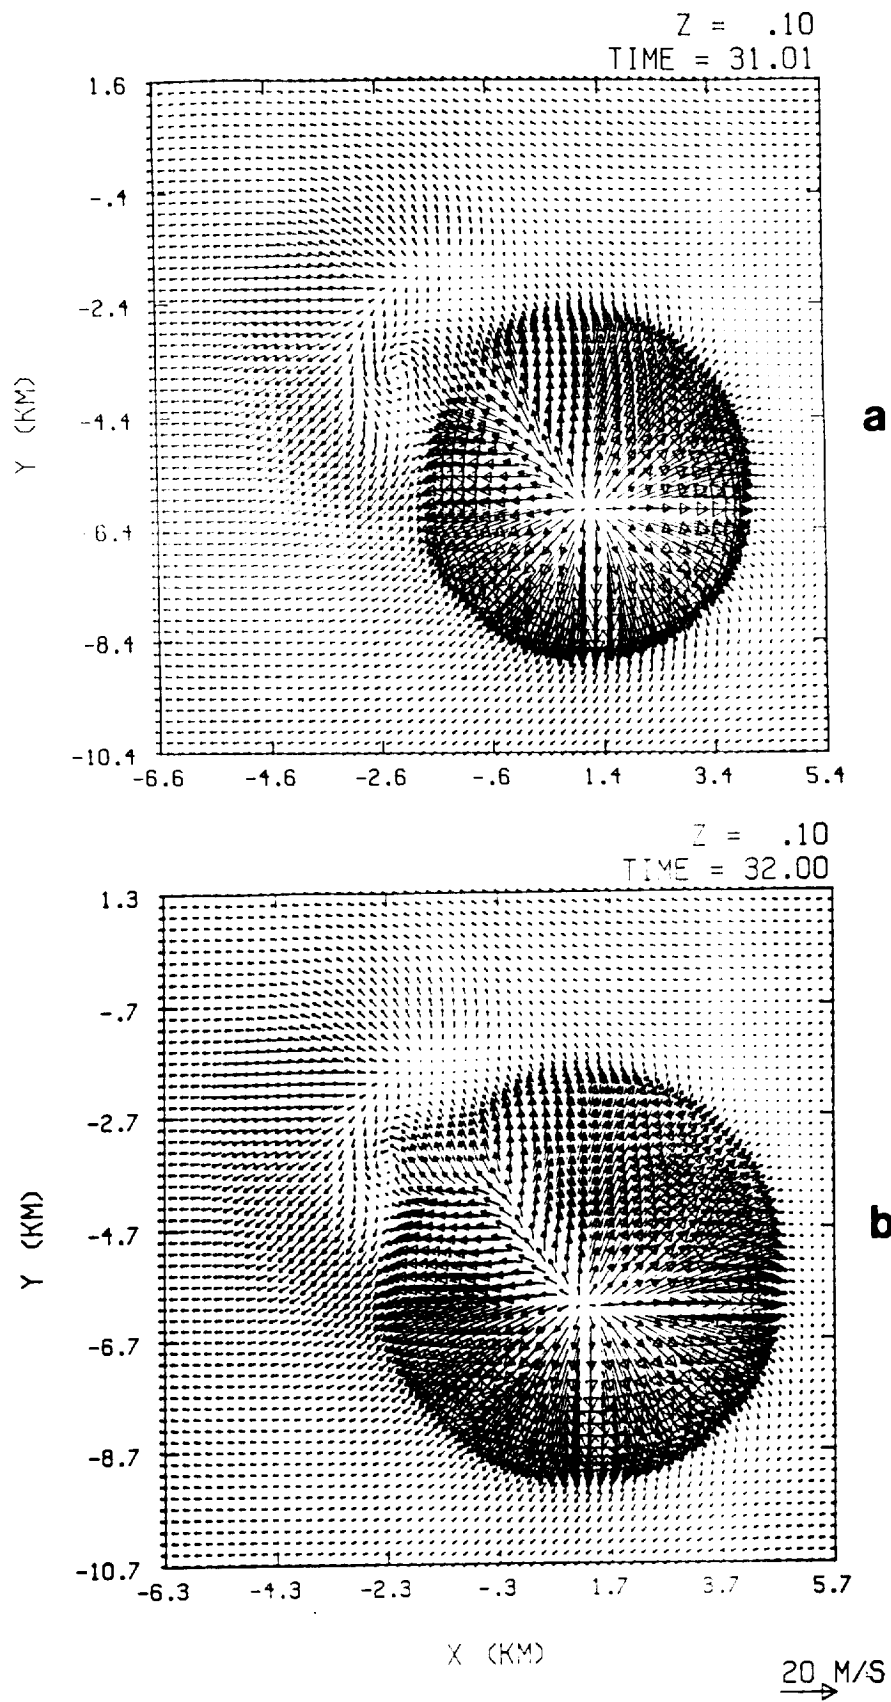 Z = .10
TIME = 31.01
1.6
-.4
-2.4
-4.4
6.4
-8.4
-10.4
Y (KM)
a
-6.6 -4.6 -2.6 -.6 1.4 3.4 5.4
Z = .10
TIME = 32.00
1.3
-.7
-2.7
-4.7
-6.7
-8.7
-10.7
Y (KM)
b
-6.3 -4.3 -2.3 -.3 1.7 3.7 5.7
X (KM)
20 M/S